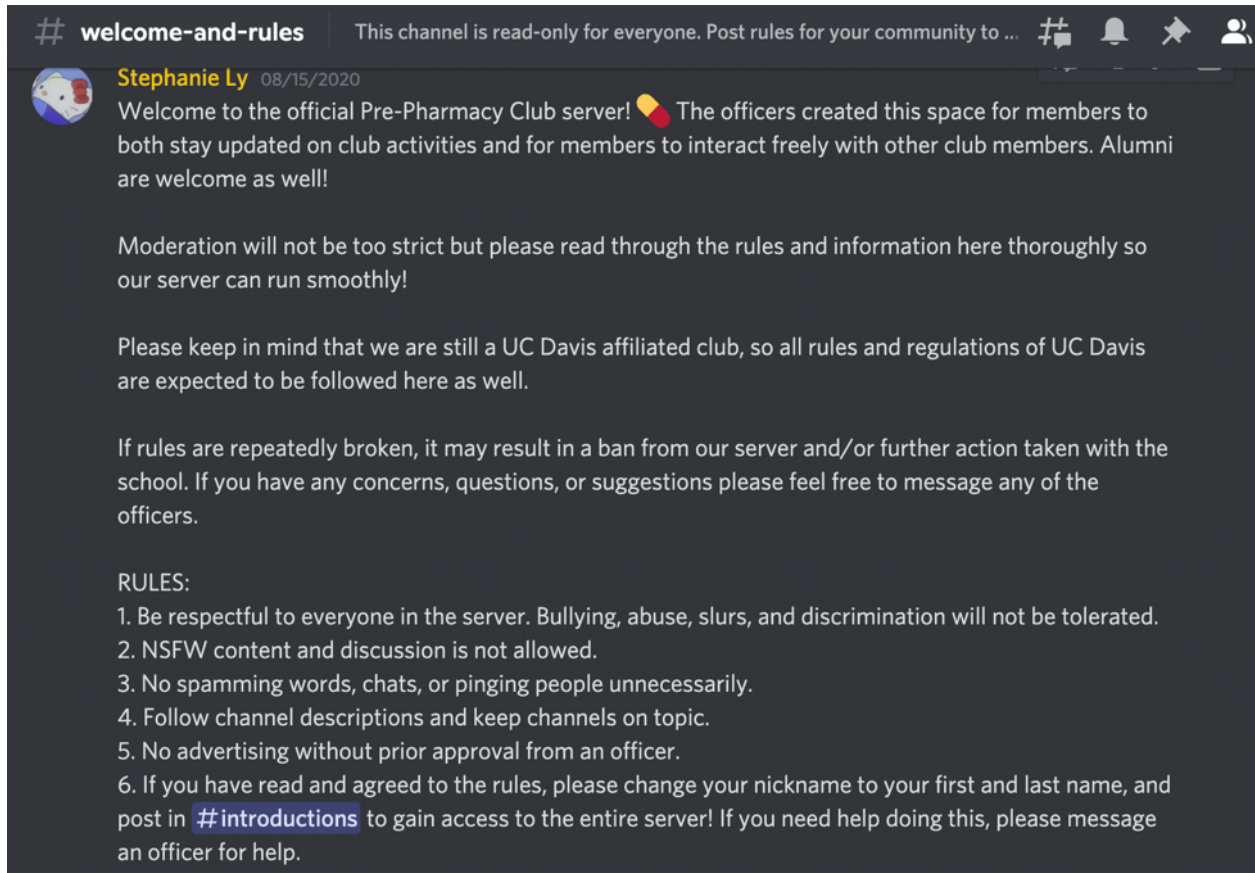 # welcome-and-rules This channel is read-only for everyone. Post rules for your community to ...
Stephanie Ly 08/15/2020
Welcome to the official Pre-Pharmacy Club server! The officers created this space for members to
both stay updated on club activities and for members to interact freely with other club members. Alumni
are welcome as well!
Moderation will not be too strict but please read through the rules and information here thoroughly so
our server can run smoothly!
Please keep in mind that we are still a UC Davis affiliated club, so all rules and regulations of UC Davis
are expected to be followed here as well.
If rules are repeatedly broken, it may result in a ban from our server and/or further action taken with the
school. If you have any concerns, questions, or suggestions please feel free to message any of the
officers.
RULES:
1. Be respectful to everyone in the server. Bullying, abuse, slurs, and discrimination will not be tolerated.
2. NSFW content and discussion is not allowed.
3. No spamming words, chats, or pinging people unnecessarily.
4. Follow channel descriptions and keep channels on topic.
5. No advertising without prior approval from an officer.
6. If you have read and agreed to the rules, please change your nickname to your first and last name, and
post in #introductions to gain access to the entire server! If you need help doing this, please message
an officer for help.